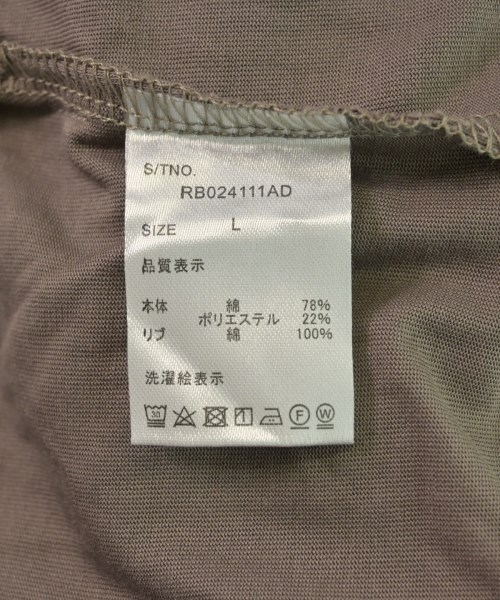 S/TNO.
RB024111AD
SIZE L
品質表示
本体 綿 78%
ポリエステル 22%
リブ 綿 100%
洗濯絵表示
30
F W